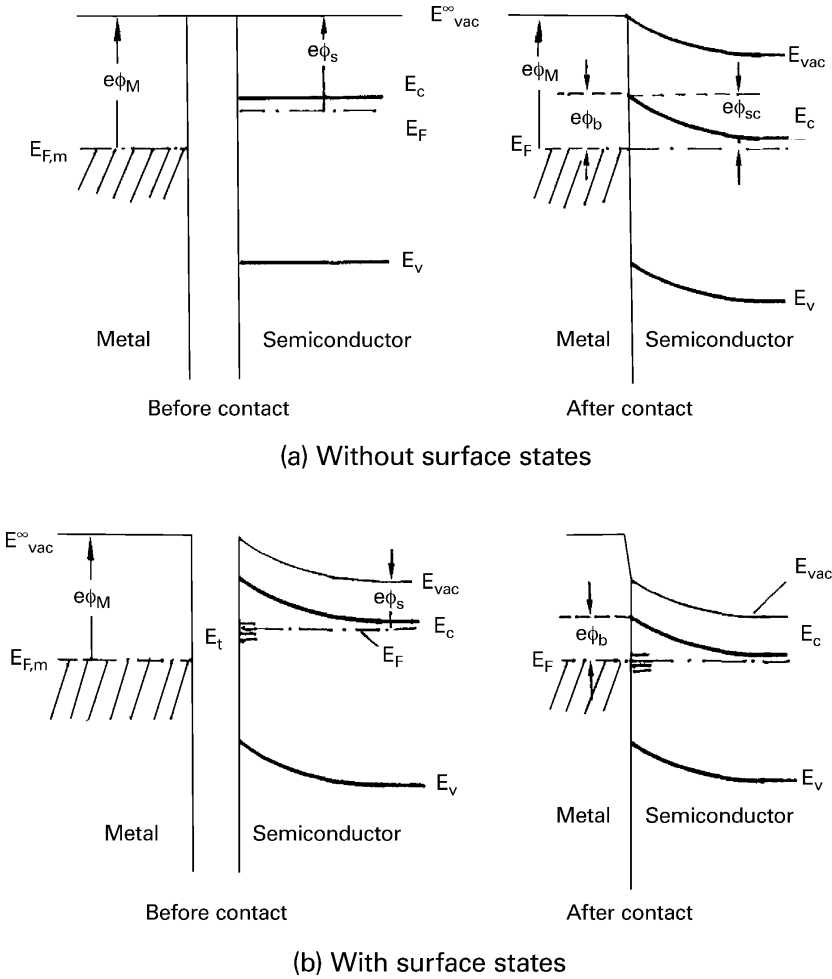 E∞vac
eϕM
eϕs
Ec
EF
EF,m
Ev
Metal
Semiconductor
Before contact
eϕM
Evac
eϕb
eϕsc
Ec
EF
Ev
Metal
Semiconductor
After contact
(a) Without surface states
E∞vac
eϕM
Evac
eϕs
Et
Ec
EF
EF,m
Ev
Metal
Semiconductor
Before contact
Evac
eϕb
Ec
EF
Ev
Metal
Semiconductor
After contact
(b) With surface states